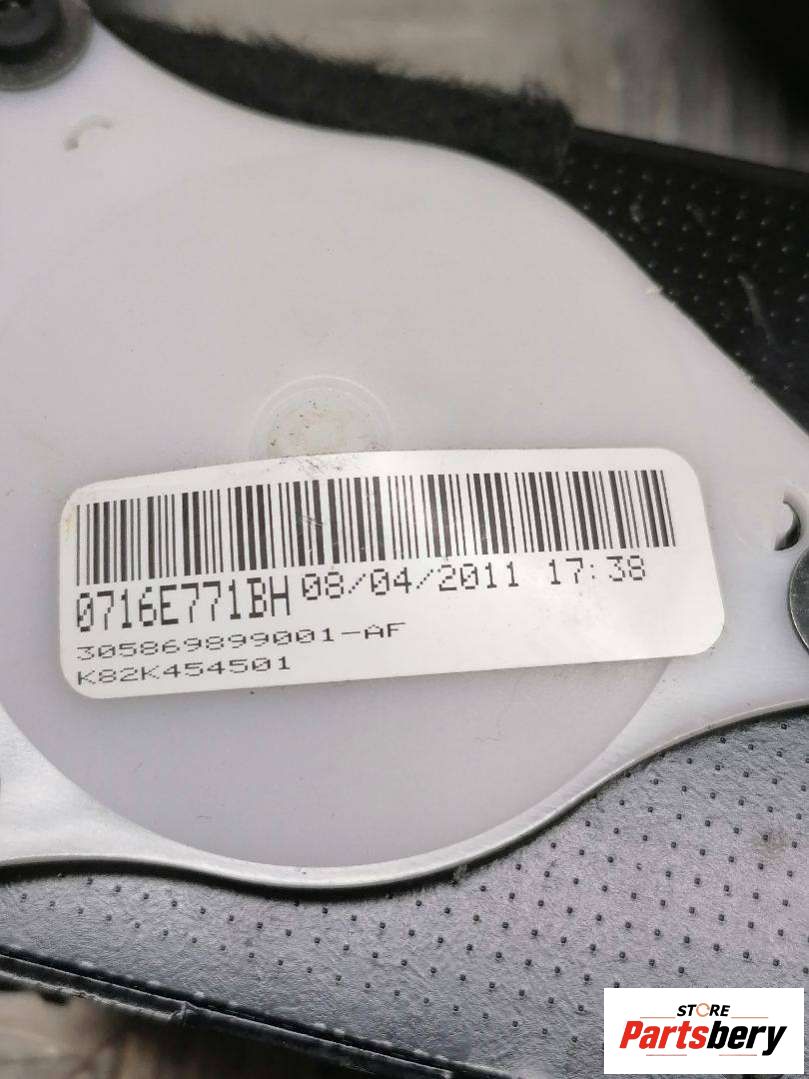 0716E771BH 08/04/2011 17:38
305869899001-AF
K82K454501
STORE
Partsbery